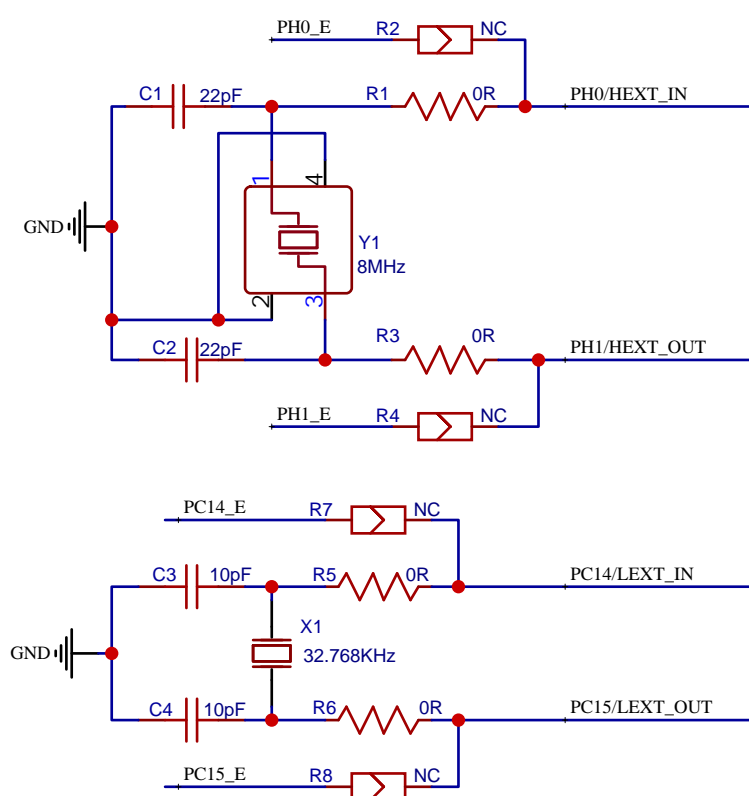 PH0_E R2 NC
C1 22pF R1 0R PH0/HEXT_IN
1 4
GND
Y1
8MHz
2 3
C2 22pF R3 0R PH1/HEXT_OUT
PH1_E R4 NC
PC14_E R7 NC
C3 10pF R5 0R PC14/LEXT_IN
X1
GND 32.768KHz
C4 10pF R6 0R PC15/LEXT_OUT
PC15_E R8 NC